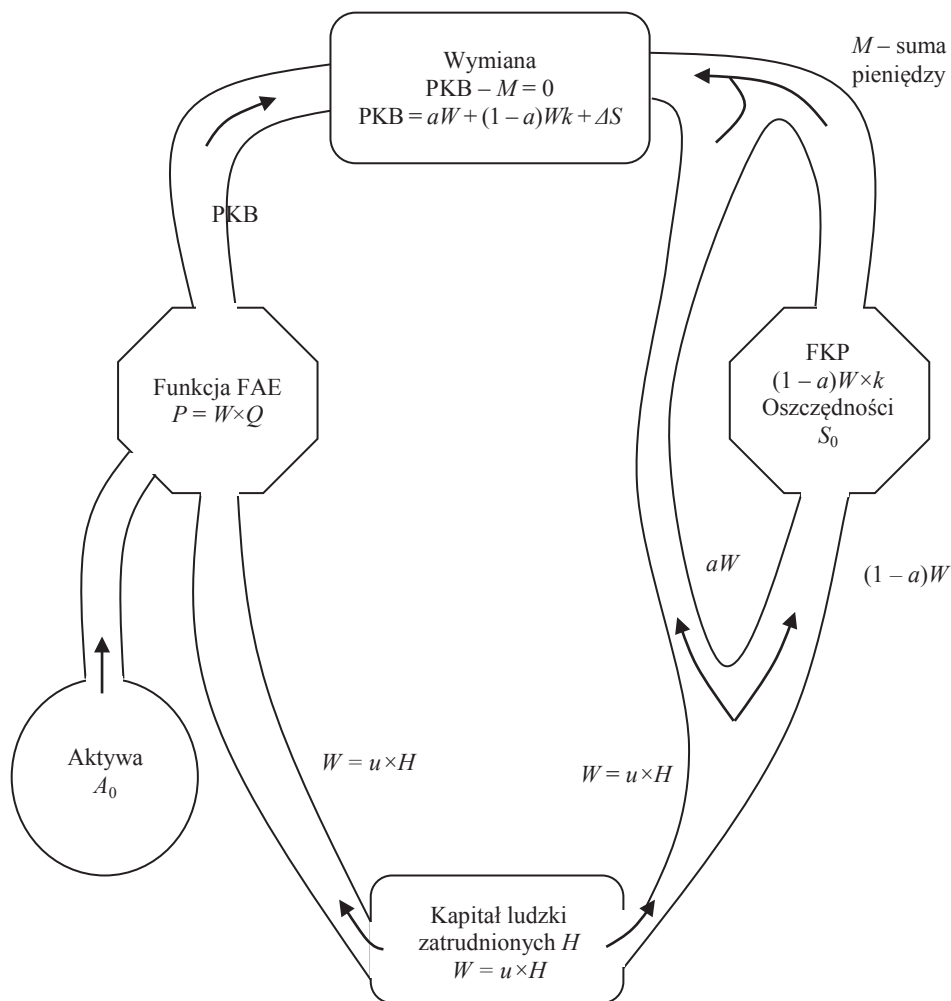 Wymiana
PKB – M = 0
PKB = aW + (1 – a)Wk + ΔS
M – suma
pieniędzy
PKB
Funkcja FAE
P = W×Q
FKP
(1 – a)W×k
Oszczędności
S₀
aW
(1 – a)W
Aktywa
A₀
W = u×H
W = u×H
Kapitał ludzki
zatrudnionych H
W = u×H